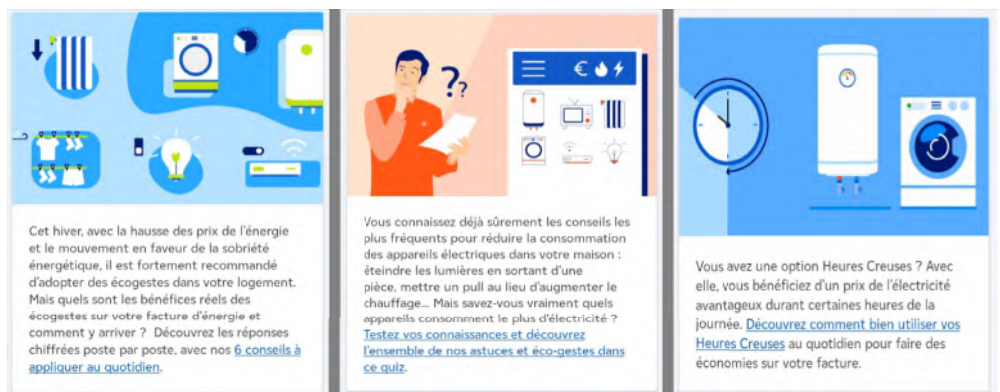 ??
€
Cet hiver, avec la hausse des prix de l'énergie
et le mouvement en faveur de la sobriété
énergétique, il est fortement recommandé
d'adopter des écogestes dans votre logement.
Mais quels sont les bénéfices réels des
écogestes sur votre facture d'énergie et
comment y arriver ? Découvrez les réponses
chiffrées poste par poste, avec nos 6 conseils à
appliquer au quotidien.
Vous connaissez déjà sûrement les conseils les
plus fréquents pour réduire la consommation
des appareils électriques dans votre maison :
éteindre les lumières en sortant d'une
pièce, mettre un pull au lieu d'augmenter le
chauffage... Mais savez-vous vraiment quels
appareils consomment le plus d'électricité ?
Testez vos connaissances et découvrez
l'ensemble de nos astuces et éco-gestes dans
ce quiz.
Vous avez une option Heures Creuses ? Avec
elle, vous bénéficiez d'un prix de l'électricité
avantageux durant certaines heures de la
journée. Découvrez comment bien utiliser vos
Heures Creuses au quotidien pour faire des
économies sur votre facture.